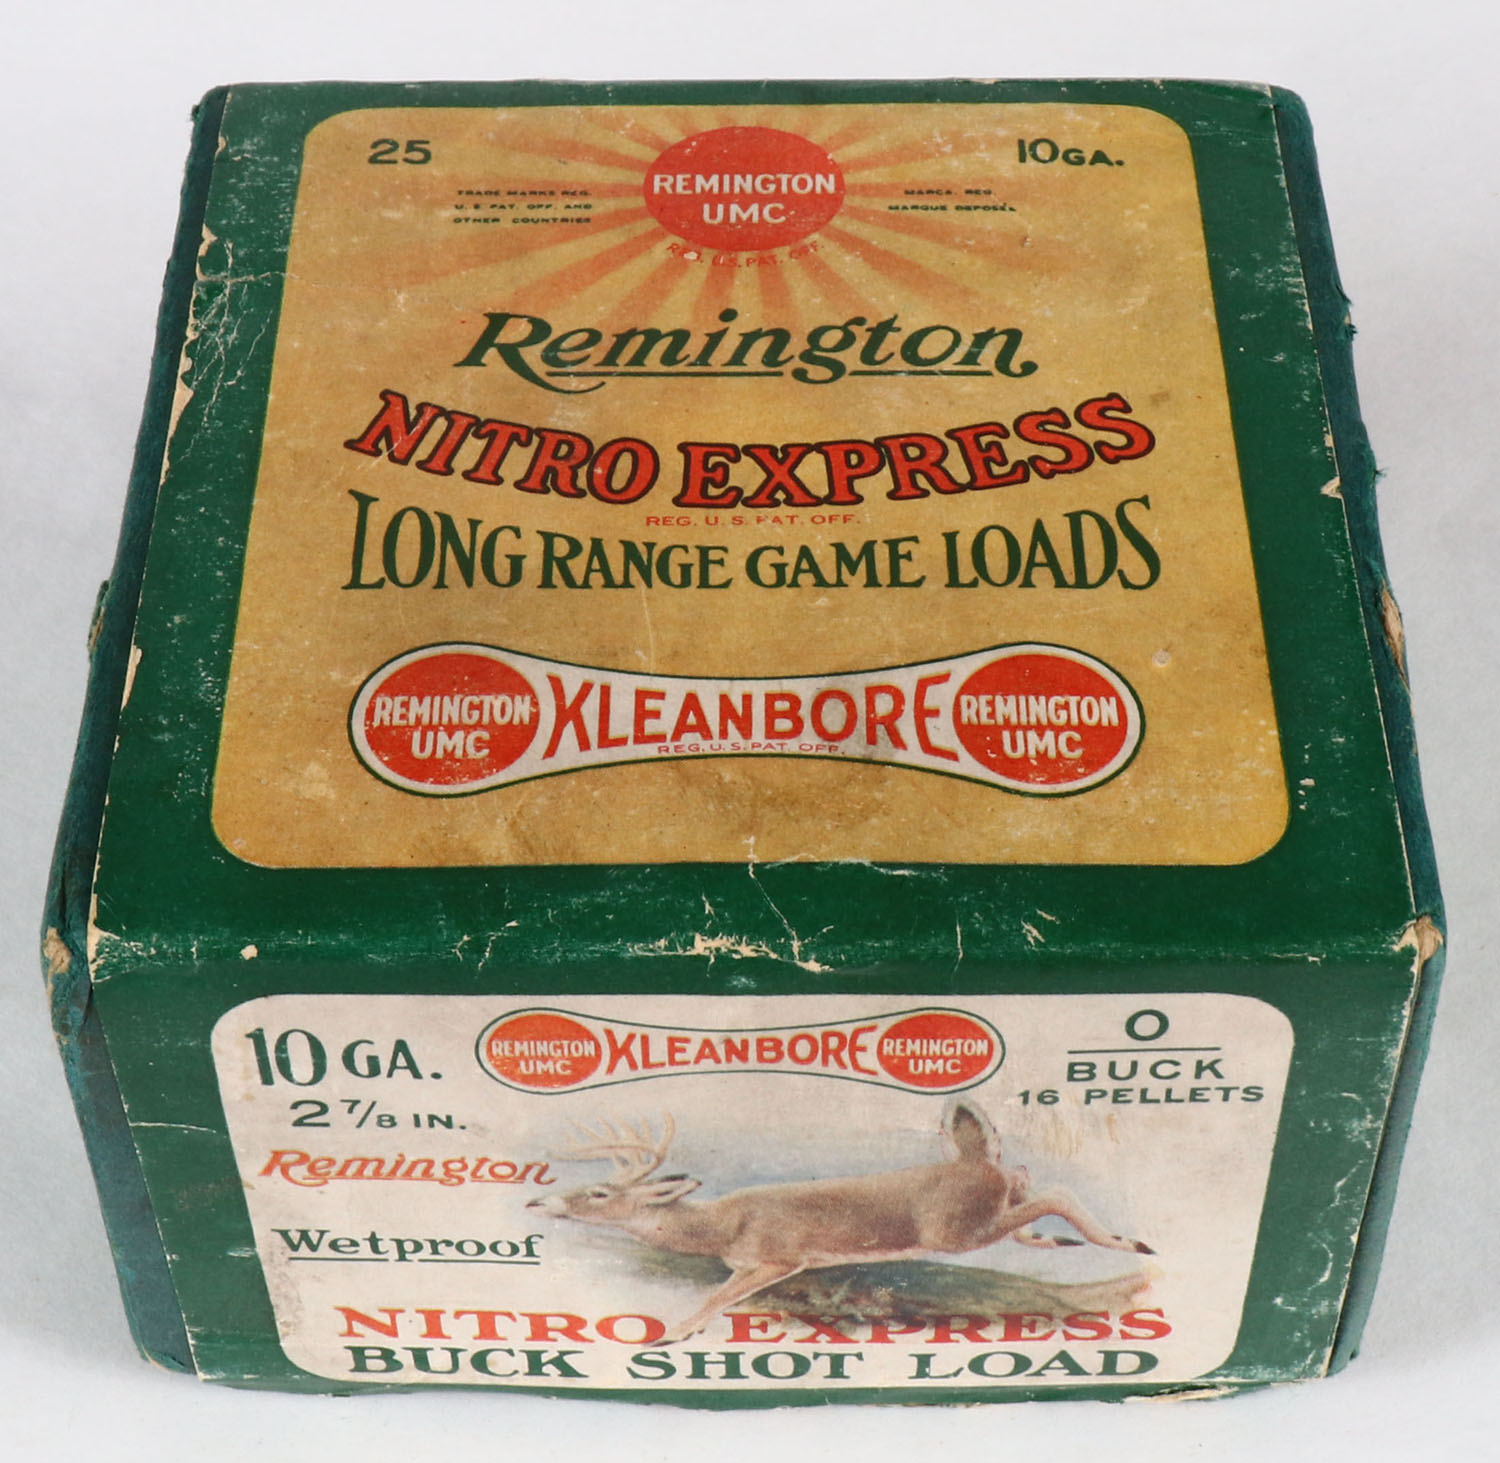 25
10GA.
REMINGTON
UMC
TRADE MARKS REG.
U. S. PAT. OFF. AND
OTHER COUNTRIES
MARCA. REG.
MARQUE DEPOSÉ.
REG. U.S. PAT. OFF.
Remington
NITRO EXPRESS
REG. U. S. PAT. OFF.
LONG RANGE GAME LOADS
REMINGTON
UMC
KLEANBORE
REG. U. S. PAT. OFF.
REMINGTON
UMC
10 GA.
2 7/8 IN.
REMINGTON
UMC
KLEANBORE
REMINGTON
UMC
O
BUCK
16 PELLETS
Remington
Wetproof
NITRO EXPRESS
BUCK SHOT LOAD